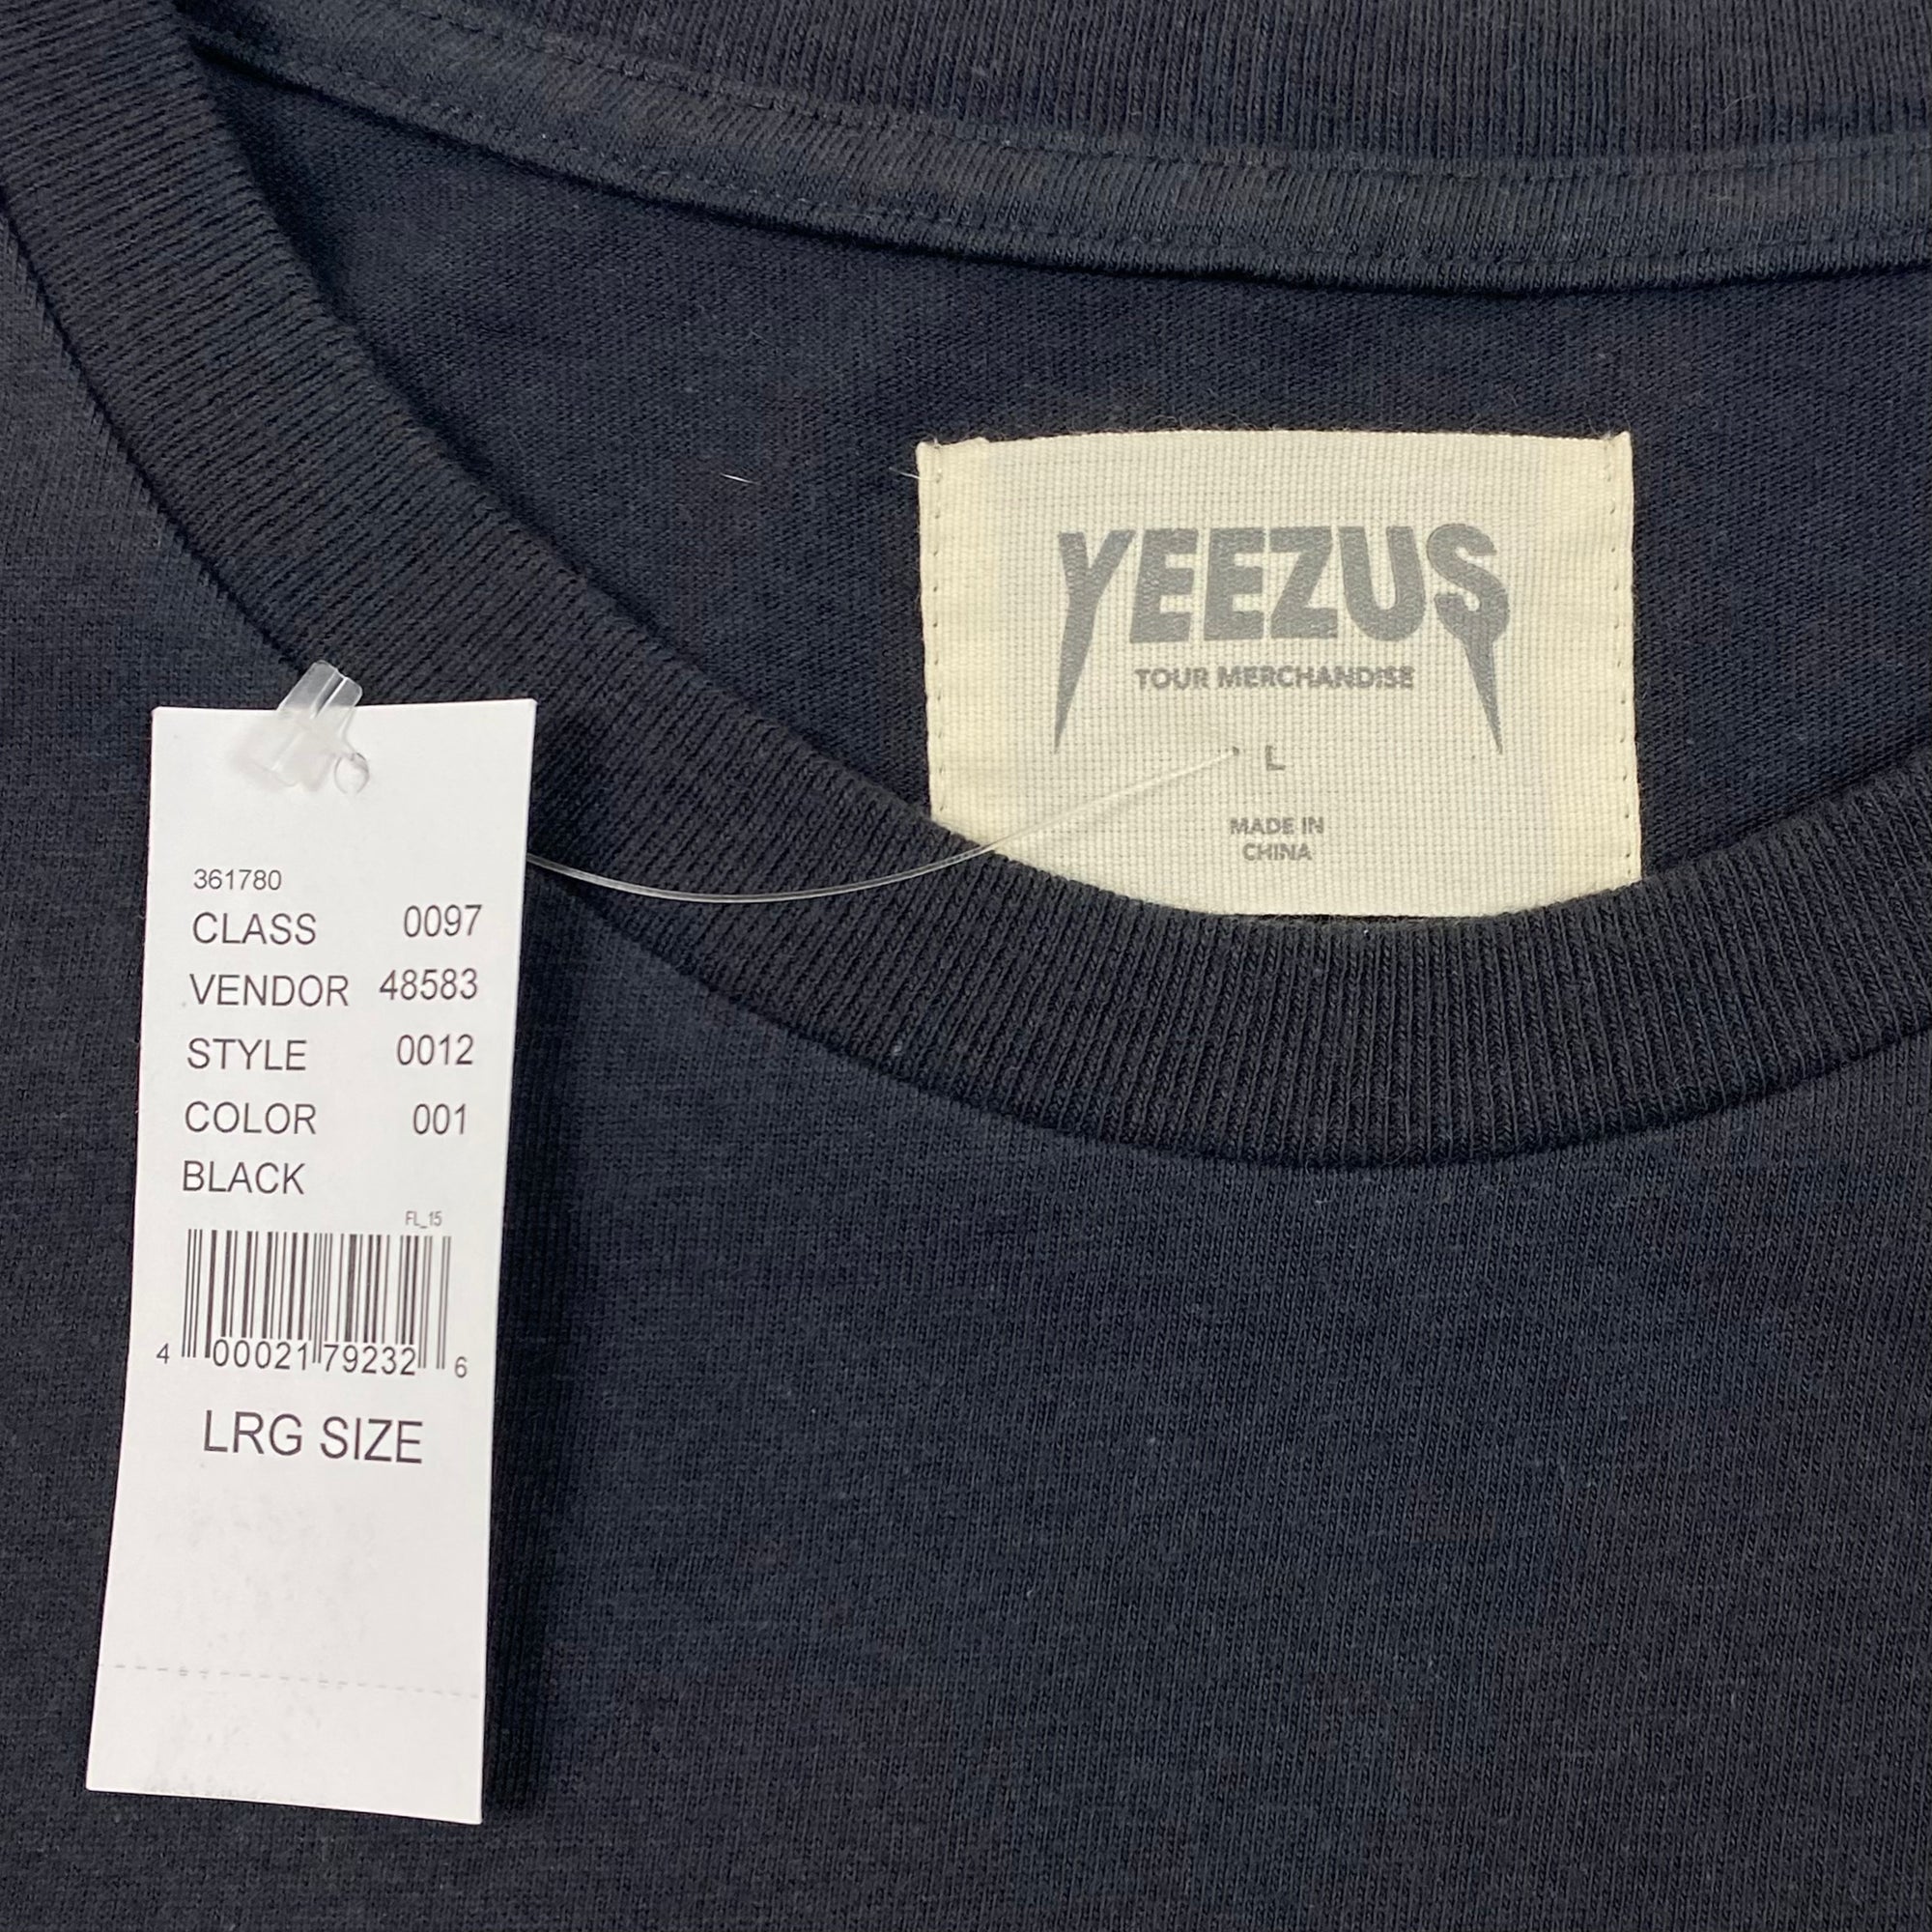 361780
CLASS 0097
VENDOR 48583
STYLE 0012
COLOR 001
BLACK
FL_15
4 00021 79232 6
LRG SIZE
YEEZUS
TOUR MERCHANDISE
L
MADE IN
CHINA